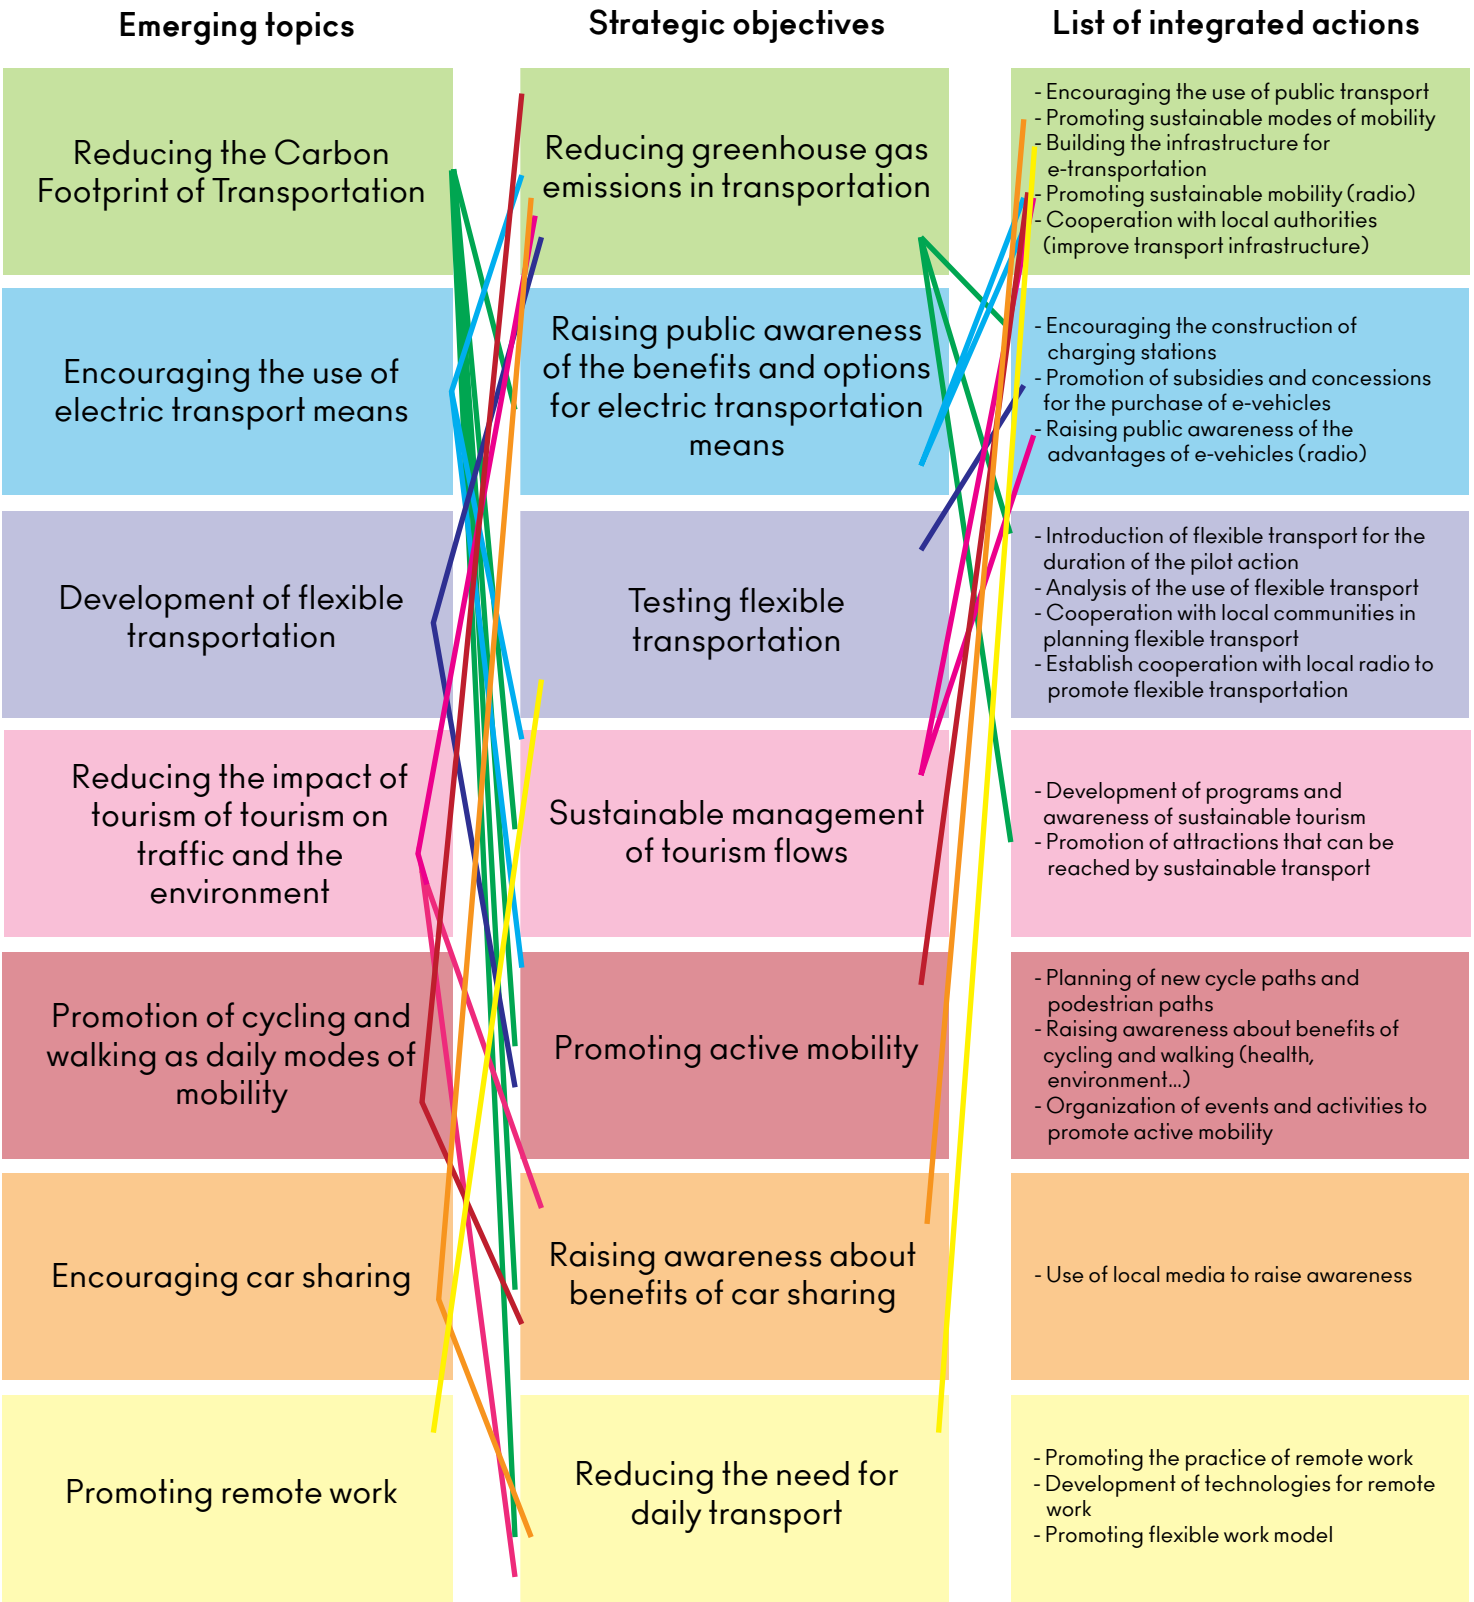 Emerging topics
Strategic objectives
List of integrated actions
Reducing the Carbon
Footprint of Transportation
Reducing greenhouse gas
emissions in transportation
- Encouraging the use of public transport
- Promoting sustainable modes of mobility
- Building the infrastructure for
e-transportation
- Promoting sustainable mobility (radio)
- Cooperation with local authorities
(improve transport infrastructure)
Encouraging the use of
electric transport means
Raising public awareness
of the benefits and options
for electric transportation
means
- Encouraging the construction of
charging stations
- Promotion of subsidies and concessions
for the purchase of e-vehicles
- Raising public awareness of the
advantages of e-vehicles (radio)
Development of flexible
transportation
Testing flexible
transportation
- Introduction of flexible transport for the
duration of the pilot action
- Analysis of the use of flexible transport
- Cooperation with local communities in
planning flexible transport
- Establish cooperation with local radio to
promote flexible transportation
Reducing the impact of
tourism of tourism on
traffic and the
environment
Sustainable management
of tourism flows
- Development of programs and
awareness of sustainable tourism
- Promotion of attractions that can be
reached by sustainable transport
Promotion of cycling and
walking as daily modes of
mobility
Promoting active mobility
- Planning of new cycle paths and
podestrian paths
- Raising awareness about benefits of
cycling and walking (health,
environment...)
- Organization of events and activities to
promote active mobility
Encouraging car sharing
Raising awareness about
benefits of car sharing
- Use of local media to raise awareness
Promoting remote work
Reducing the need for
daily transport
- Promoting the practice of remote work
- Development of technologies for remote
work
- Promoting flexible work model